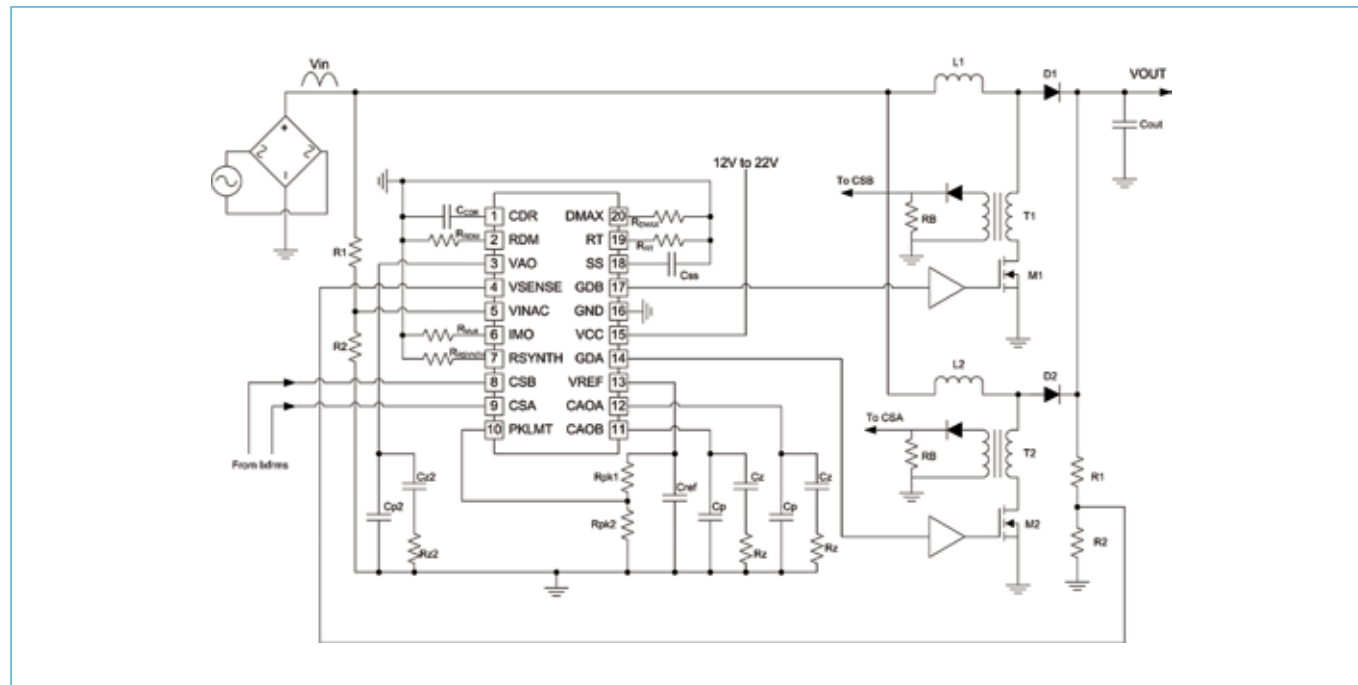 Vin
L1
D1
VOUT
Cout
12V to 22V
To CSB
RB
T1
M1
CCDR
1 CDR DMAX 20
RDMAX
RRDM
2 RDM RT 19
RRT
3 VAO SS 18
Css
4 VSENSE GDB 17
5 VINAC GND 16
6 IMO VCC 15
7 RSYNTH GDA 14
8 CSB VREF 13
9 CSA CAOA 12
10 PKLMT CAOB 11
R1
R2
L2
D2
To CSA
RB
T2
M2
R1
R2
From bdrms
Cz2
Cp2
Rz2
Rpk1
Rpk2
Cref
Cz
Cp
Rz
Cz
Cp
Rz